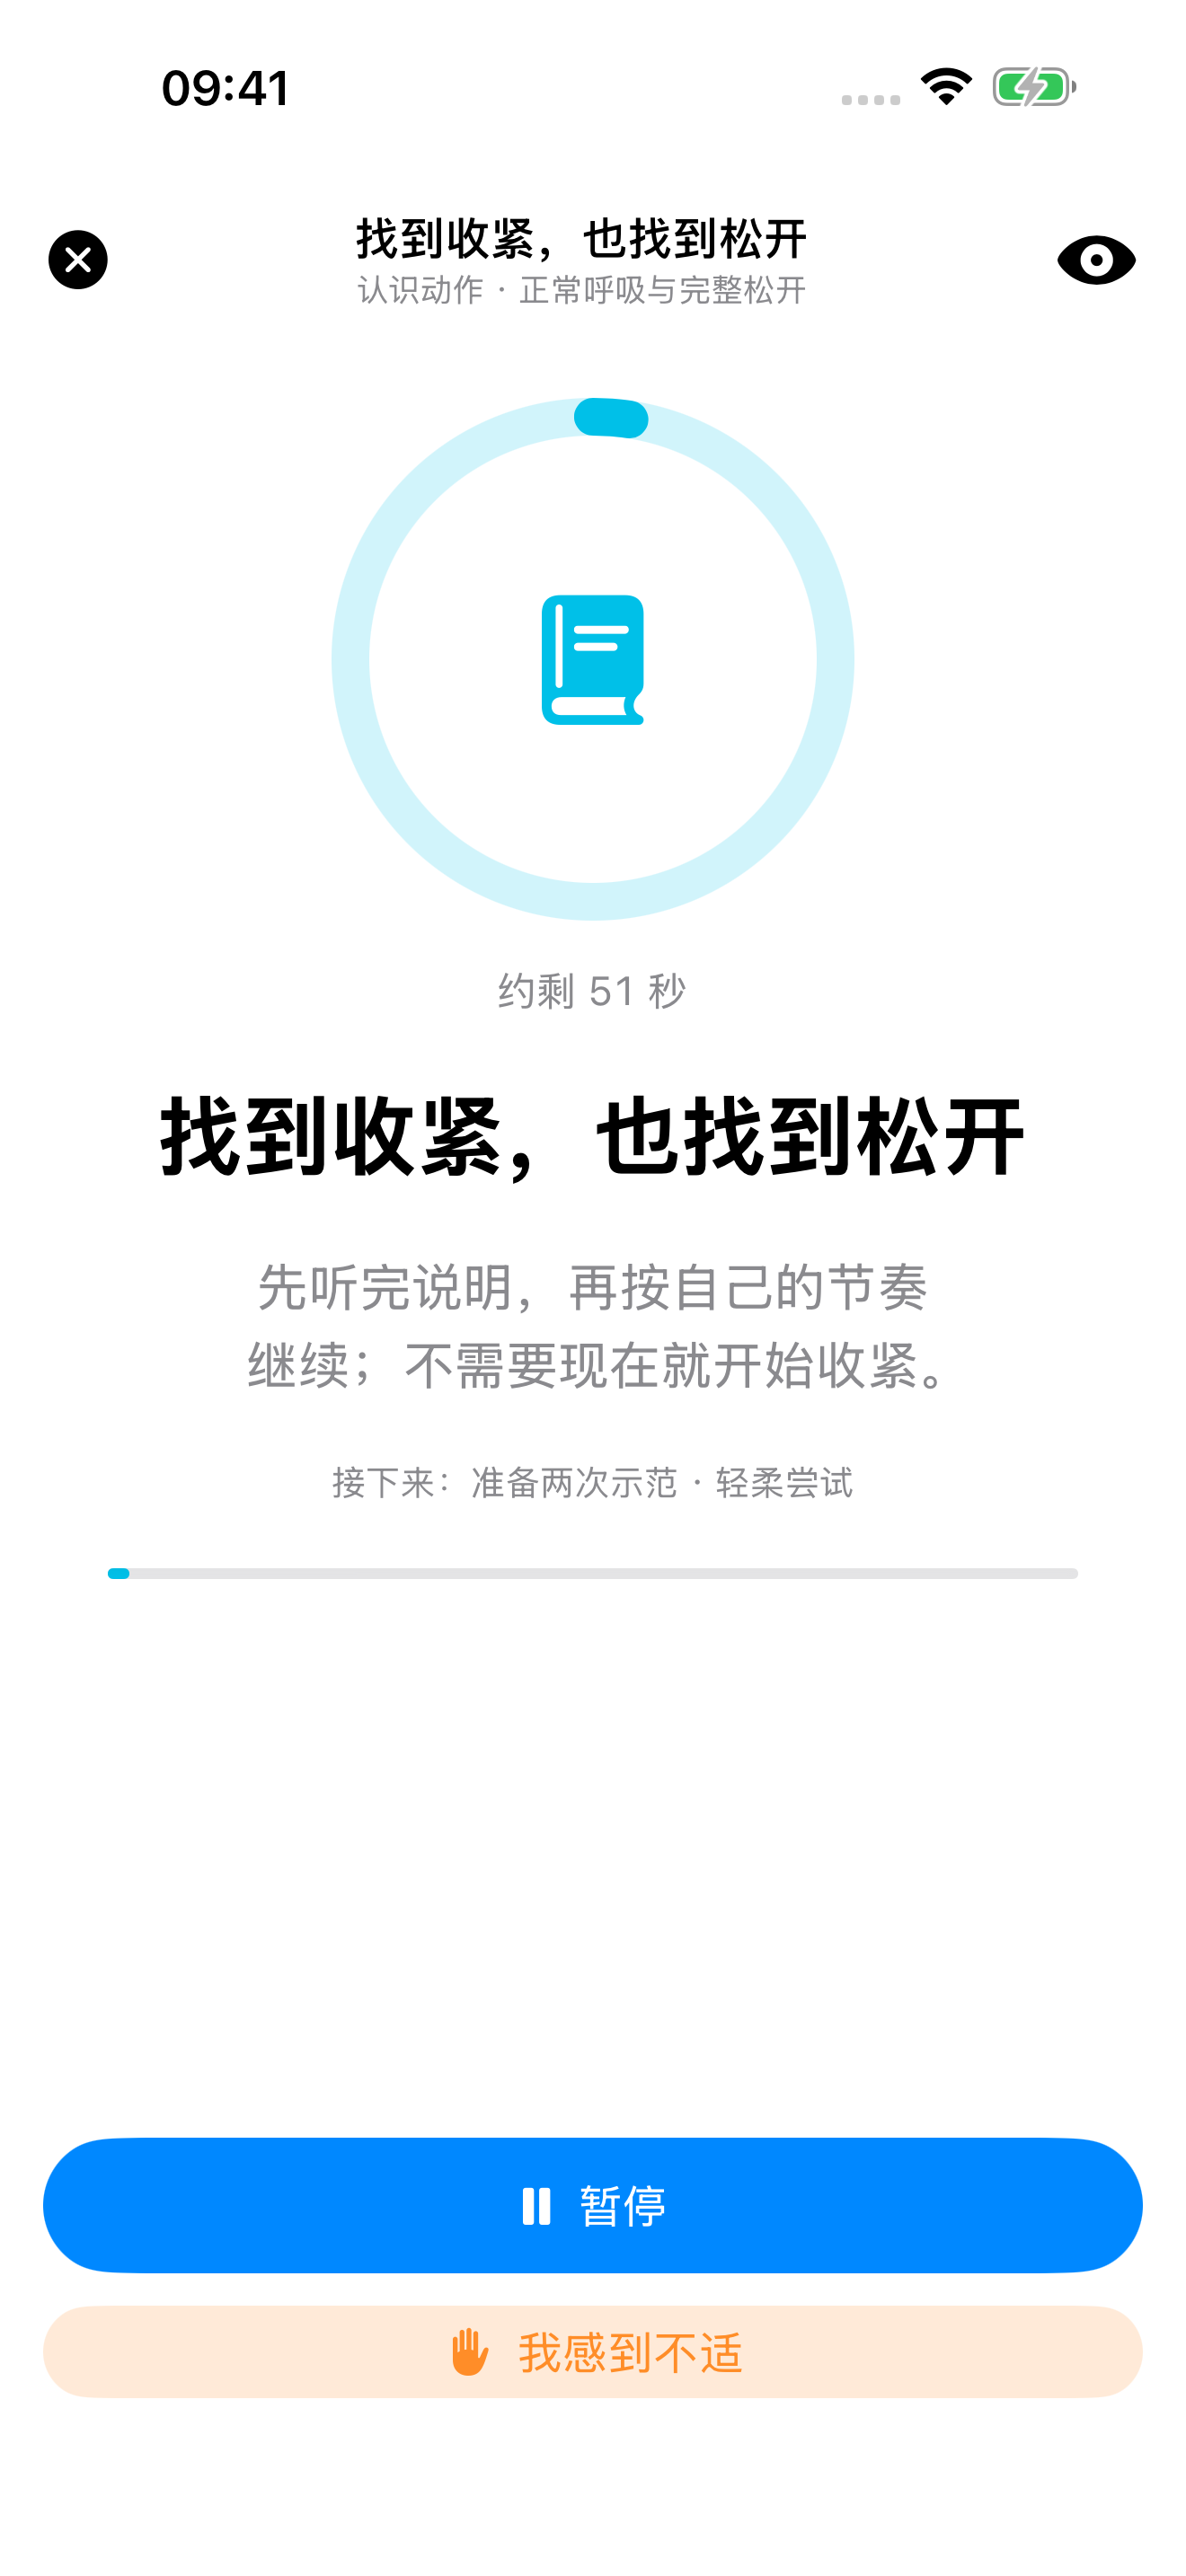 09:41
找到收紧，也找到松开
认识动作 · 正常呼吸与完整松开
约剩 51 秒
找到收紧，也找到松开
先听完说明，再按自己的节奏
继续；不需要现在就开始收紧。
接下来：准备两次示范 · 轻柔尝试
暂停
我感到不适